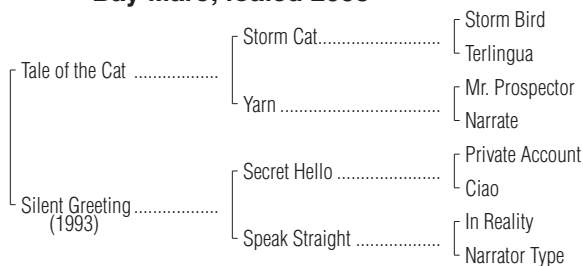 Bay Mare, foaled
Storm Bird
Storm Cat
Terlingua
Tale of the Cat
Mr. Prospector
Yarn
Narrate
Private Account
Secret Hello
Ciao
Silent Greeting
(1993)
In Reality
Speak Straight
Narrator Type